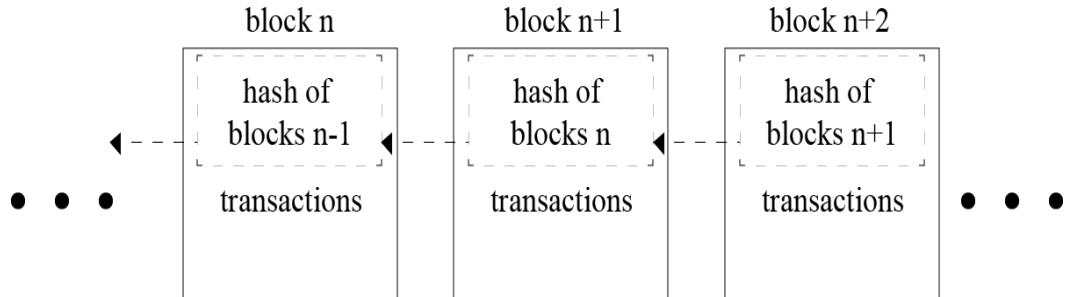 block n
block n+1
block n+2
hash of
blocks n-1
hash of
blocks n
hash of
blocks n+1
transactions
transactions
transactions